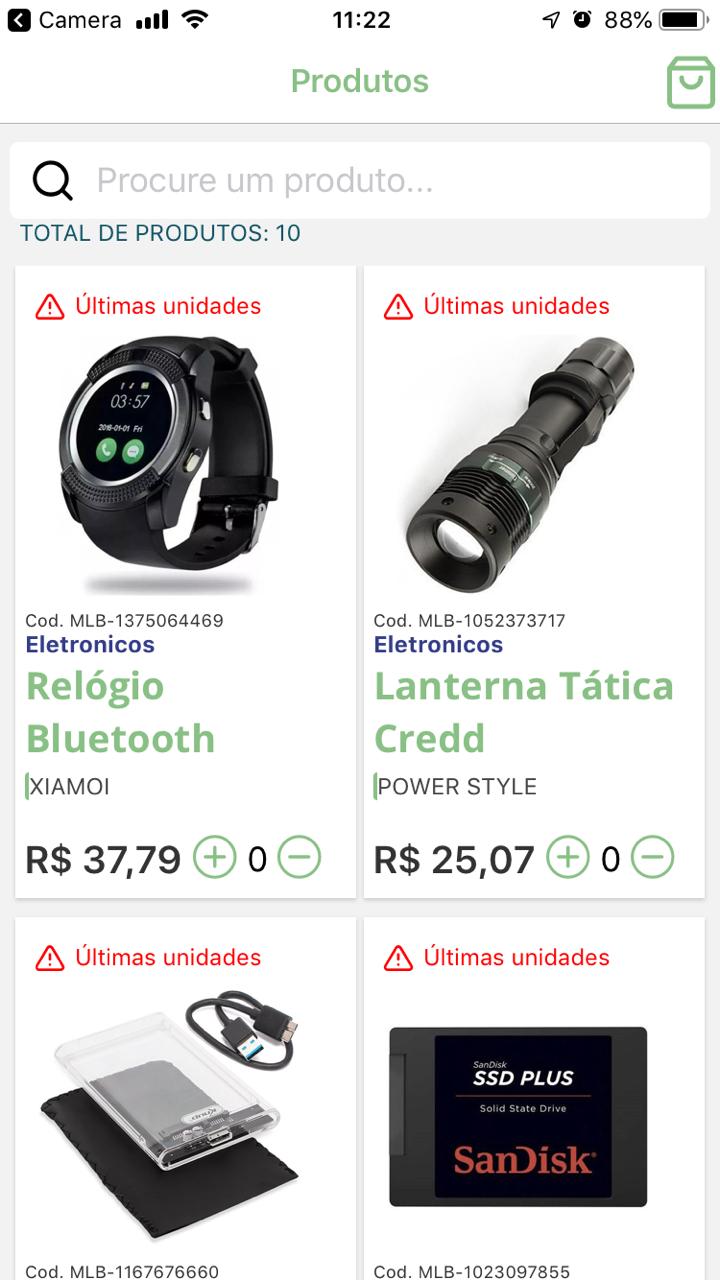 Camera
11:22
88%
Produtos
Procure um produto...
TOTAL DE PRODUTOS: 10
Últimas unidades
03:57
2016-01-01 Fri
Cod. MLB-1375064469
Eletronicos
Relógio
Bluetooth
XIAMOI
R$ 37,79
0
Últimas unidades
Cod. MLB-1052373717
Eletronicos
Lanterna Tática
Credd
POWER STYLE
R$ 25,07
0
Últimas unidades
knup
Cod. MLB-1167676660
Últimas unidades
SanDisk
SSD PLUS
Solid State Drive
SanDisk
Cod. MLB-1023097855